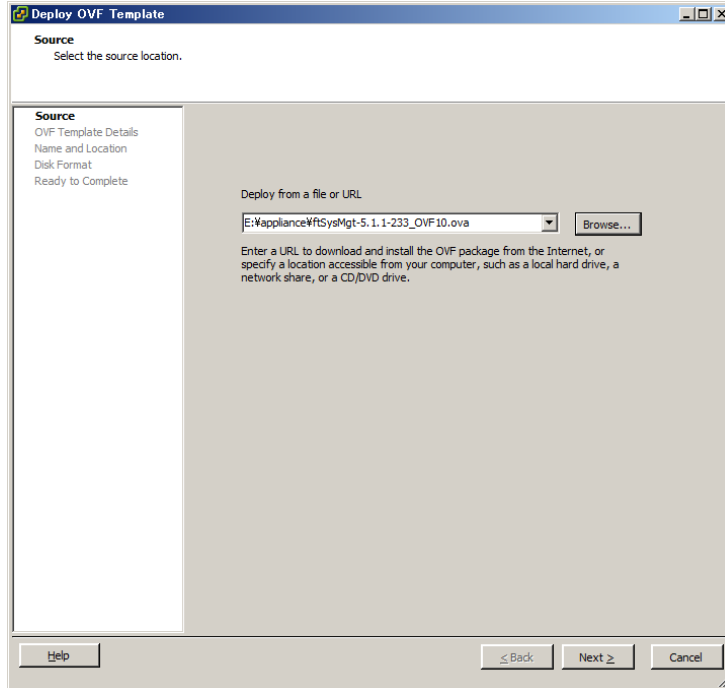 Deploy OVF Template
Source
Select the source location.
Source
OVF Template Details
Name and Location
Disk Format
Ready to Complete
Deploy from a file or URL
E:¥appliance¥ftSysMgt-5.1.1-233_OVF10.ova
Browse...
Enter a URL to download and install the OVF package from the Internet, or
specify a location accessible from your computer, such as a local hard drive, a
network share, or a CD/DVD drive.
Help
≤ Back
Next ≥
Cancel